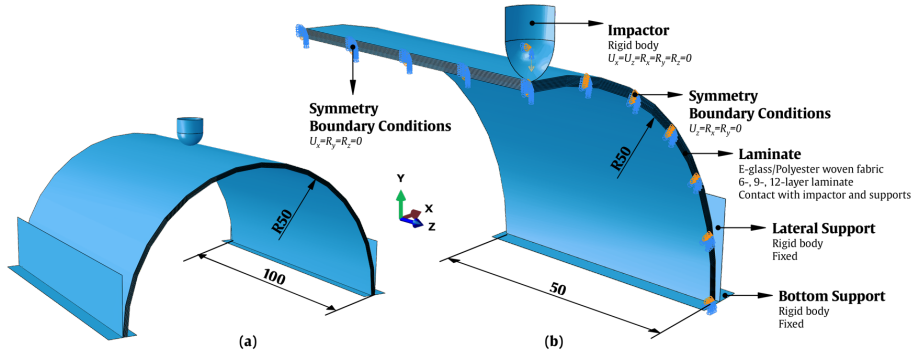 R50
100
(a)
Symmetry
Boundary Conditions
Ux=Ry=Rz=0
Impactor
Rigid body
Ux=Uz=Rx=Ry=Rz=0
Symmetry
Boundary Conditions
Uz=Rx=Ry=0
R50
Laminate
E-glass/Polyester woven fabric
6-, 9-, 12-layer laminate
Contact with impactor and supports
Lateral Support
Rigid body
Fixed
Bottom Support
Rigid body
Fixed
50
Y
X
Z
(b)